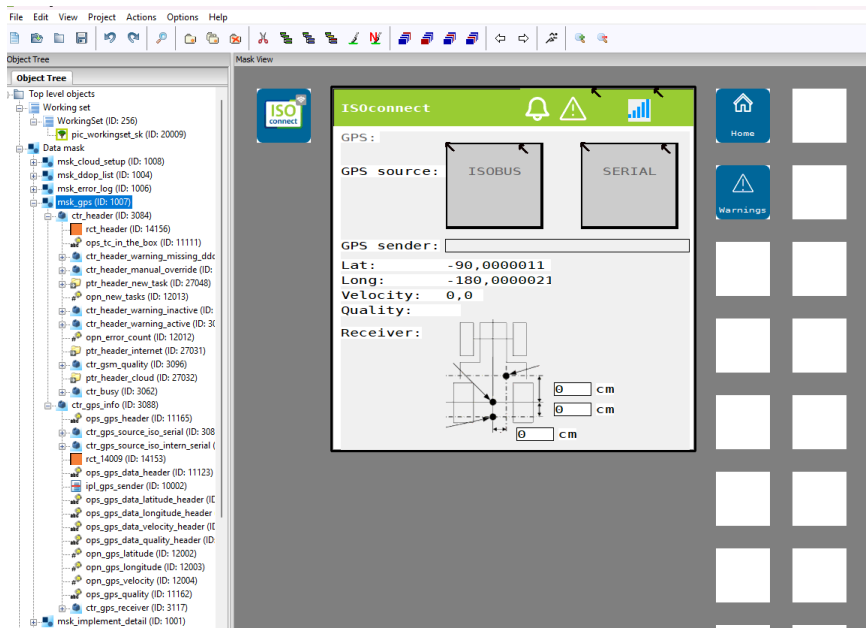 File Edit View Project Actions Options Help
Object Tree
Mask View
Object Tree
Top level objects
Working set
WorkingSet (ID: 256)
pic_workingset_sk (ID: 20009)
Data mask
msk_cloud_setup (ID: 1008)
msk_ddop_list (ID: 1004)
msk_error_log (ID: 1006)
msk_gps (ID: 1007)
ctr_header (ID: 3084)
rct_header (ID: 14156)
ops_tc_in_the_box (ID: 11111)
ctr_header_warning_missing_ddo
ctr_header_manual_override (ID:
ptr_header_new_task (ID: 27048)
opn_new_tasks (ID: 12013)
ctr_header_warning_inactive (ID:
ctr_header_warning_active (ID: 30
opn_error_count (ID: 12012)
ptr_header_internet (ID: 27031)
ctr_gsm_quality (ID: 3096)
ptr_header_cloud (ID: 27032)
ctr_busy (ID: 3062)
ctr_gps_info (ID: 3088)
ops_gps_header (ID: 11165)
ctr_gps_source_iso_serial (ID: 308
ctr_gps_source_iso_intern_serial (
rct_14009 (ID: 14153)
ops_gps_data_header (ID: 11123)
ipl_gps_sender (ID: 10002)
ops_gps_data_latitude_header (ID
ops_gps_data_longitude_header
ops_gps_data_velocity_header (ID
ops_gps_data_quality_header (ID:
opn_gps_latitude (ID: 12002)
opn_gps_longitude (ID: 12003)
opn_gps_velocity (ID: 12004)
ops_gps_quality (ID: 11162)
ctr_gps_receiver (ID: 3117)
msk_implement_detail (ID: 1001)
ISO
connect
ISOconnect
GPS:
GPS source:
ISOBUS
SERIAL
GPS sender:
Lat: -90,0000011
Long: -180,0000021
Velocity: 0,0
Quality:
Receiver:
0 cm
0 cm
0 cm
Home
Warnings